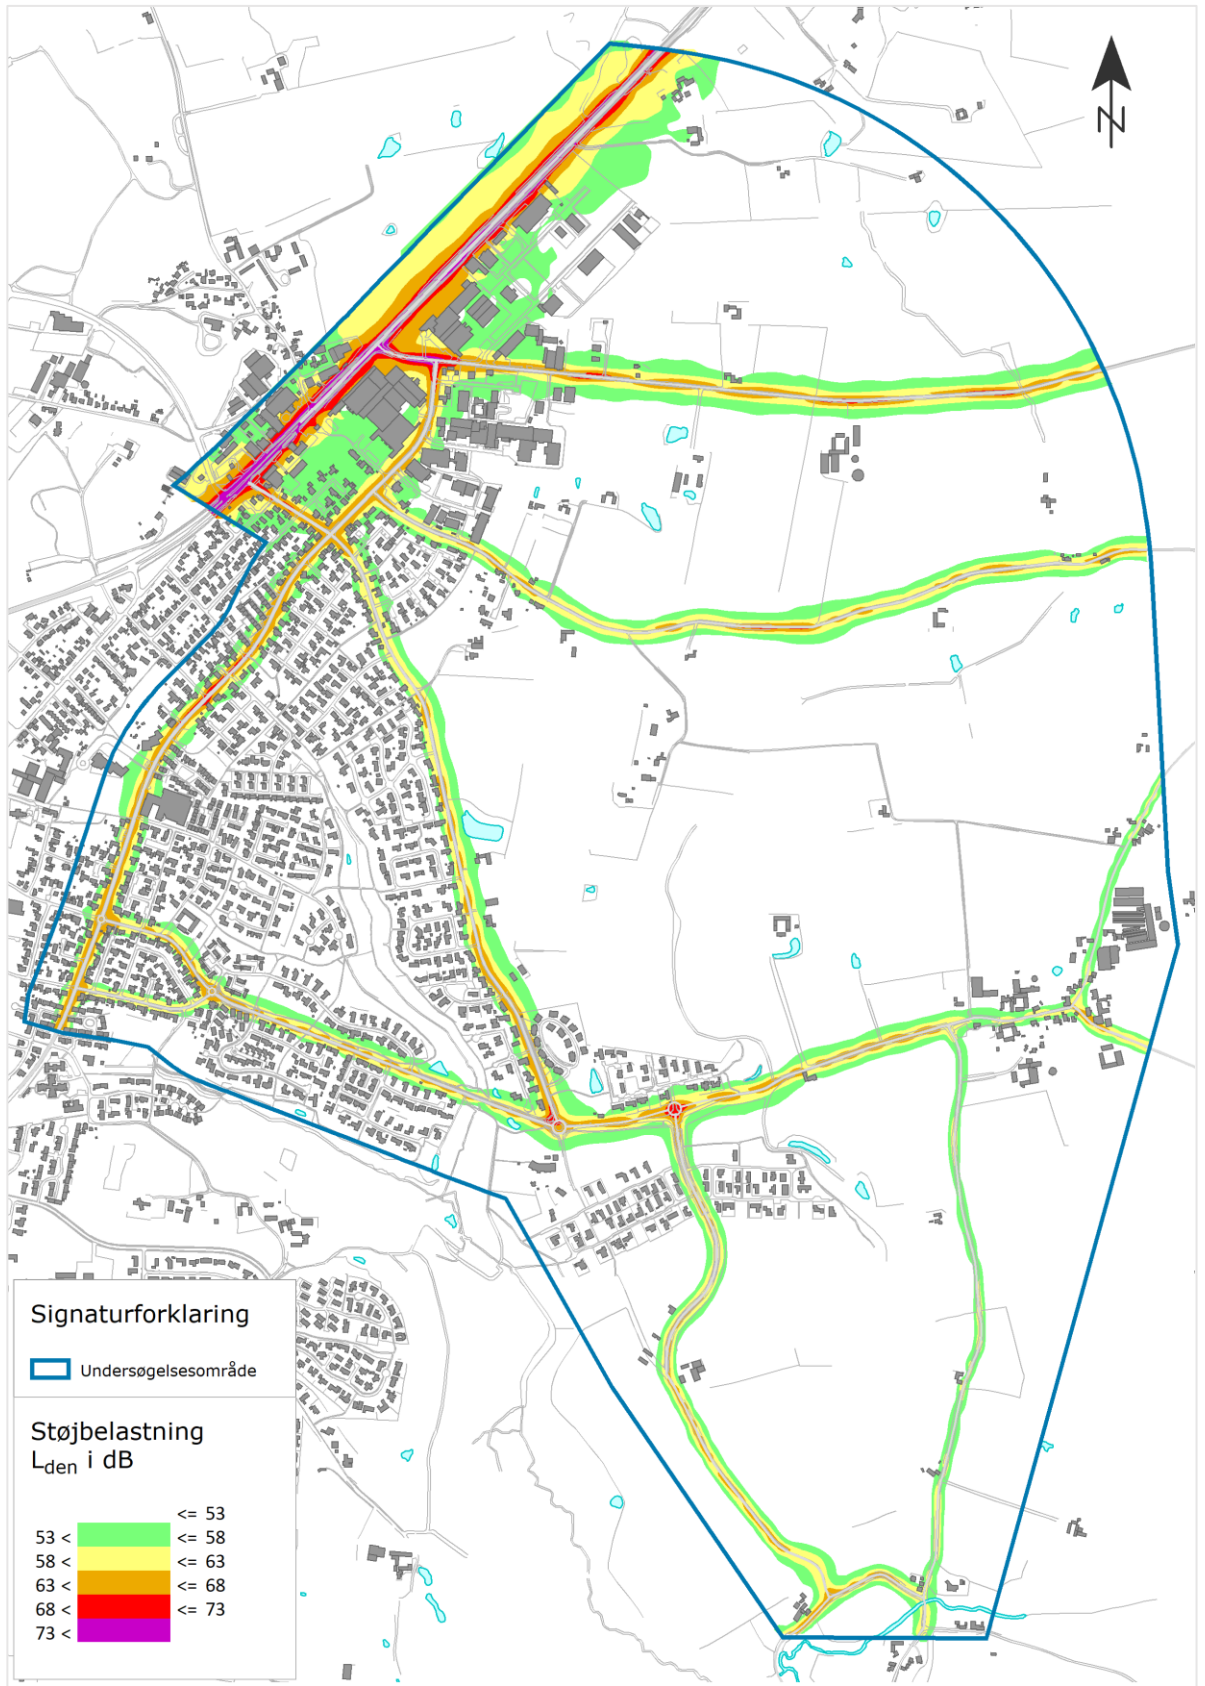 N
Signaturforklaring
Undersøgelsesområde
Støjbelastning
Lden i dB
<= 53
53 < <= 58
58 < <= 63
63 < <= 68
68 < <= 73
73 <